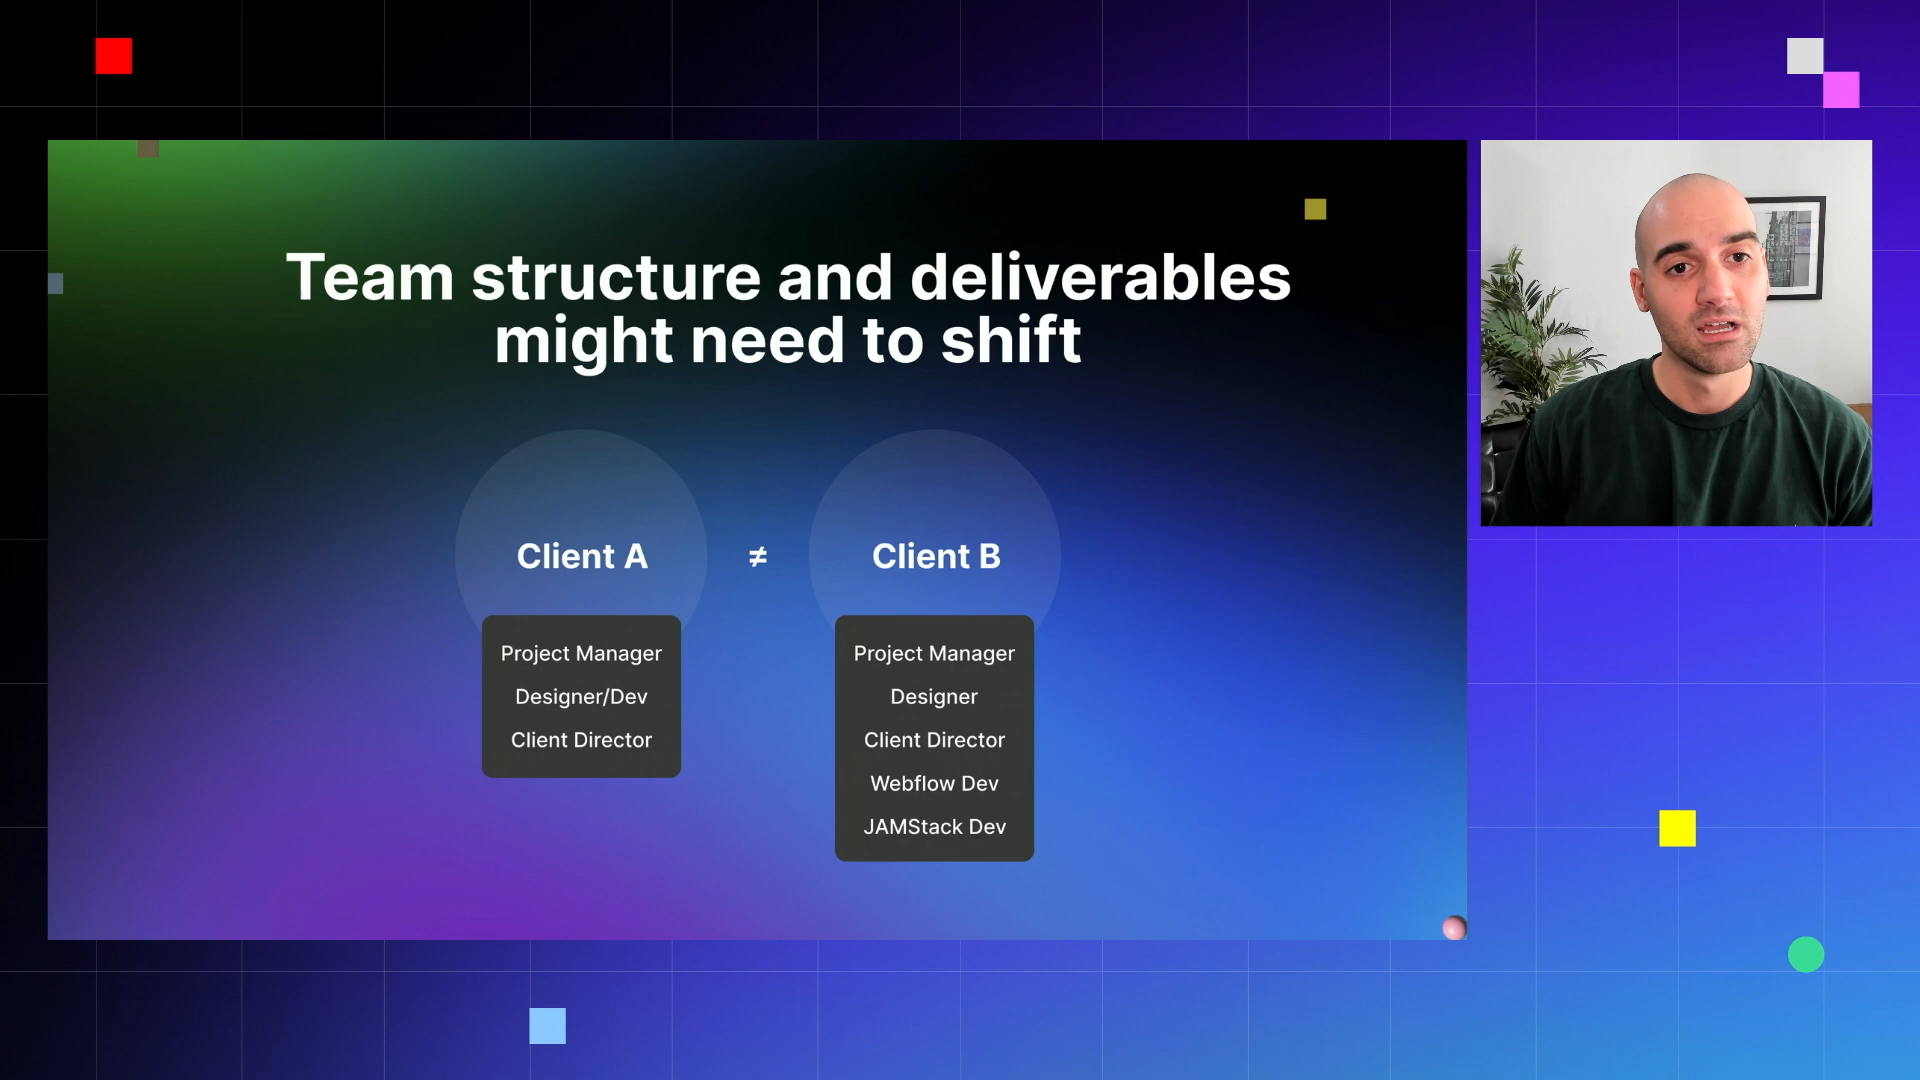 Team structure and deliverables
might need to shift
Client A
≠
Client B
Project Manager
Designer/Dev
Client Director
Project Manager
Designer
Client Director
Webflow Dev
JAMStack Dev